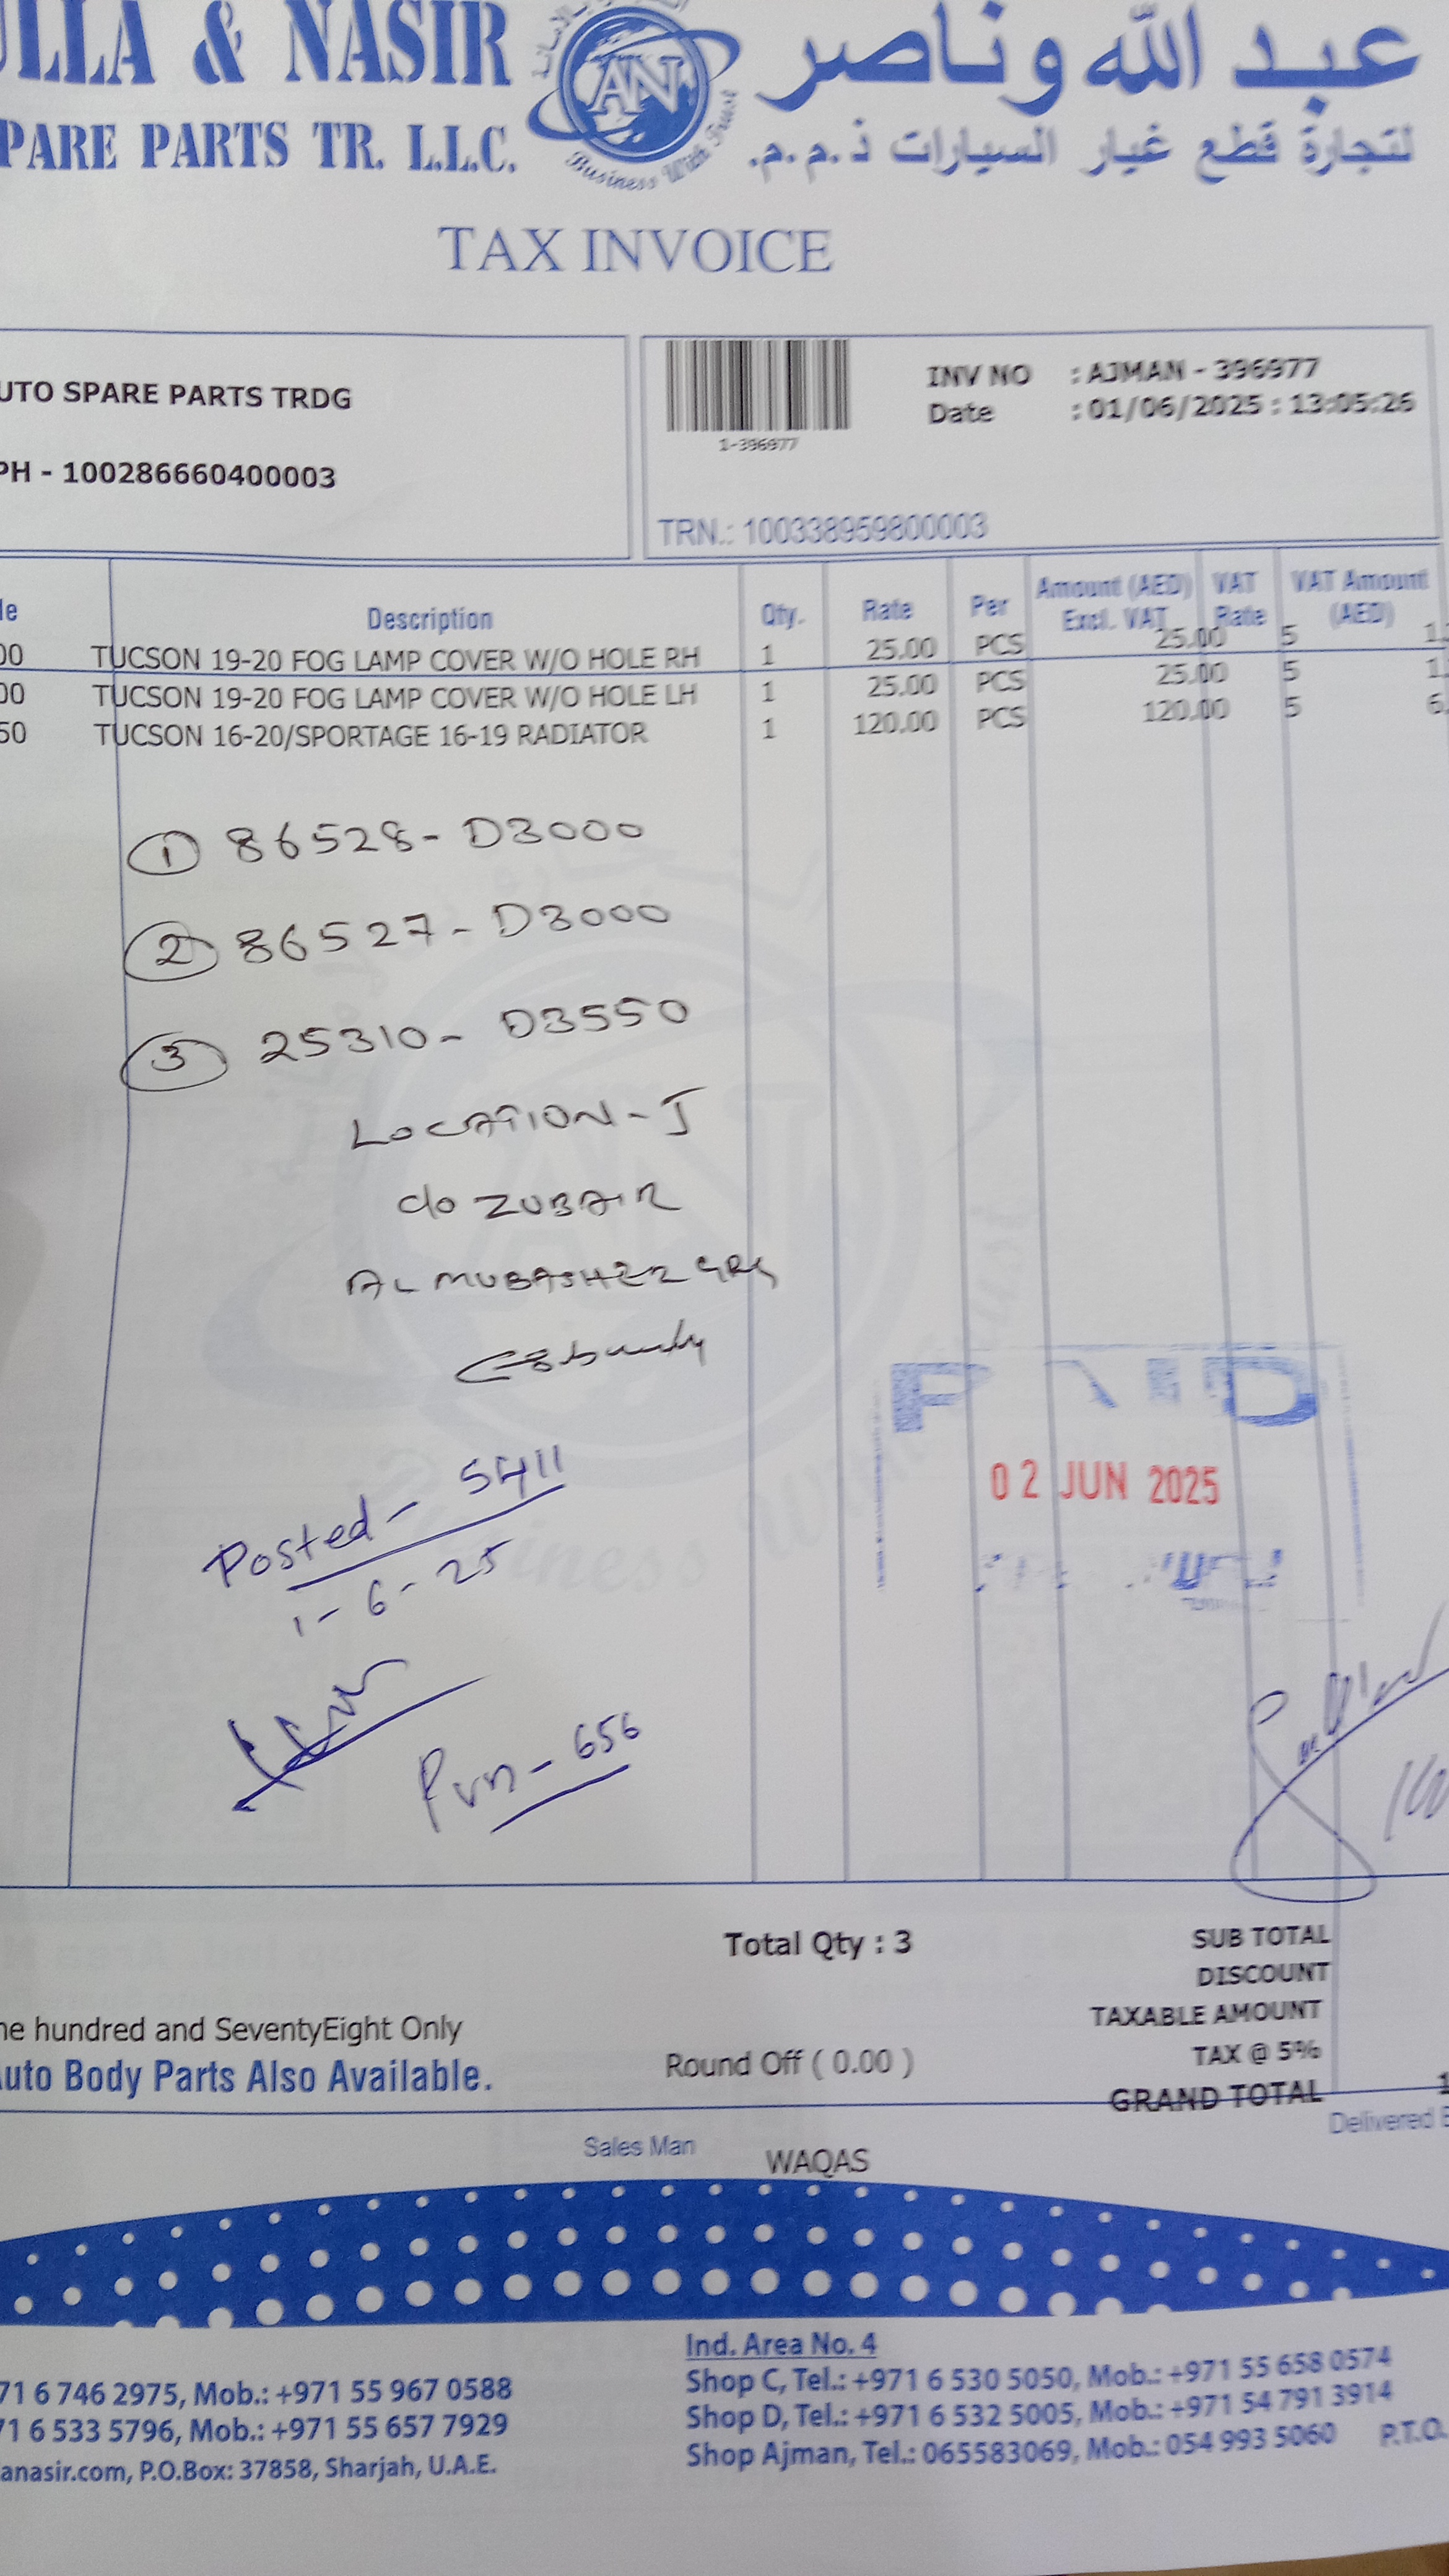 ULLA & NASIR
عبد الله وناصر
PARE PARTS TR. L.L.C.
لتجارة قطع غيار السيارات ذ.م.م.
AN
Business With Trust
TAX INVOICE
UTO SPARE PARTS TRDG
PH - 100286660400003
1-396977
INV NO : AJMAN - 396977
Date : 01/06/2025 : 13:05:26
TRN.: 100338959800003
de Description Qty. Rate Per Amount (AED) Excl. VAT VAT Rate VAT Amount (AED)
00 TUCSON 19-20 FOG LAMP COVER W/O HOLE RH 1 25.00 PCS 25.00 5 1.
00 TUCSON 19-20 FOG LAMP COVER W/O HOLE LH 1 25.00 PCS 25.00 5 1.
50 TUCSON 16-20/SPORTAGE 16-19 RADIATOR 1 120.00 PCS 120.00 5 6.
① 86528-D3000
② 86527-D3000
③ 25310-D3550
LOCATION-J
c/o ZUBAIR
AL MUBASHER GRG
PAID
02 JUN 2025
Posted- 5411
1-6-25
Pvn-656
Total Qty : 3
SUB TOTAL
DISCOUNT
TAXABLE AMOUNT
TAX @ 5%
GRAND TOTAL 1
ne hundred and SeventyEight Only
Round Off ( 0.00 )
uto Body Parts Also Available.
Delivered B
Sales Man WAQAS
71 6 746 2975, Mob.: +971 55 967 0588
71 6 533 5796, Mob.: +971 55 657 7929
anasir.com, P.O.Box: 37858, Sharjah, U.A.E.
Ind. Area No. 4
Shop C, Tel.: +971 6 530 5050, Mob.: +971 55 658 0574
Shop D, Tel.: +971 6 532 5005, Mob.: +971 54 791 3914
Shop Ajman, Tel.: 065583069, Mob.: 054 993 5060 P.T.O.